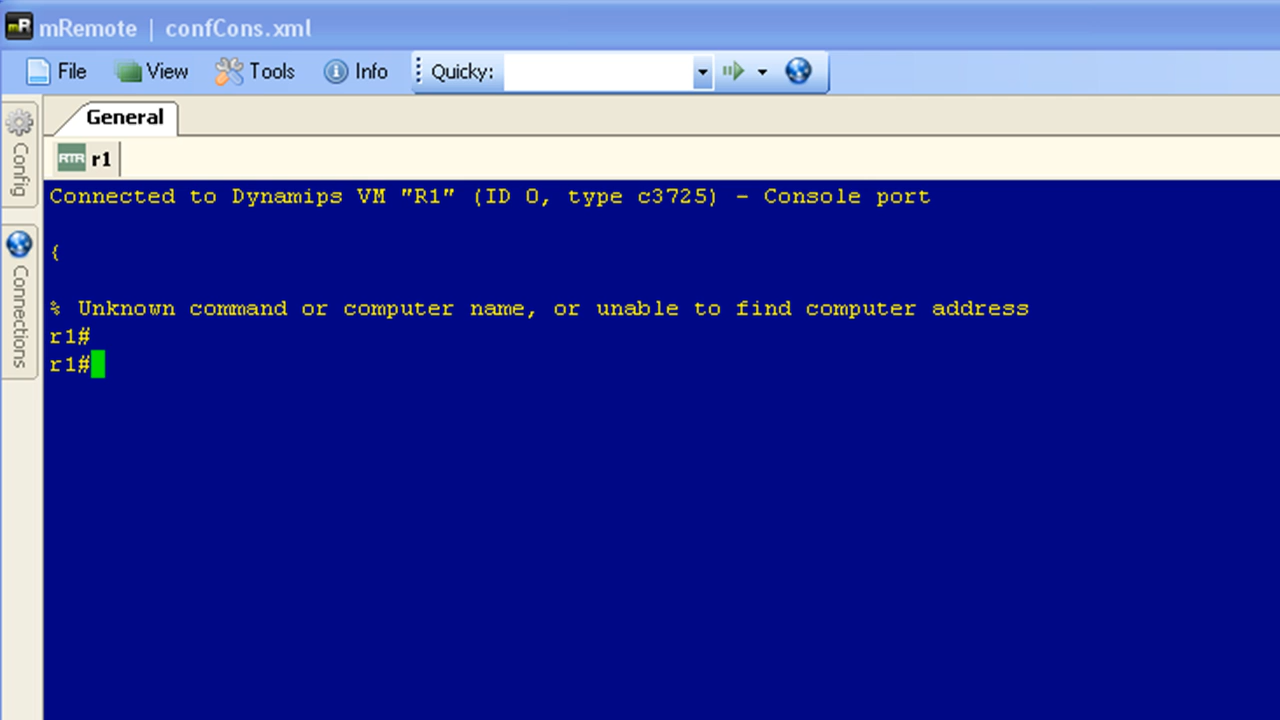 mR mRemote | confCons.xml
File View Tools Info Quicky:
General
RTR r1
Config
Connections
Connected to Dynamips VM "R1" (ID 0, type c3725) - Console port
{
% Unknown command or computer name, or unable to find computer address
r1#
r1#